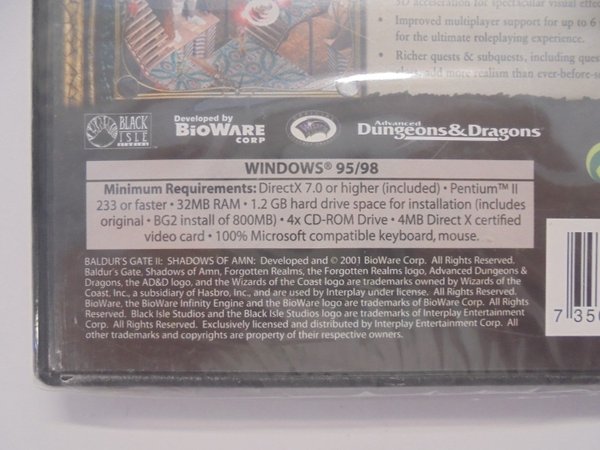 3D acceleration for spectacular visual effec
• Improved multiplayer support for up to 6
for the ultimate roleplaying experience.
• Richer quests & subquests, including ques
add more realism than ever-before-s
BLACK
ISLE
STUDIOS
Developed by
BIOWARE
CORP
Advanced
Dungeons & Dragons
WINDOWS® 95/98
Minimum Requirements: DirectX 7.0 or higher (included) • Pentium™ II
233 or faster • 32MB RAM • 1.2 GB hard drive space for installation (includes
original • BG2 install of 800MB) • 4x CD-ROM Drive • 4MB Direct X certified
video card • 100% Microsoft compatible keyboard, mouse.
BALDUR'S GATE II: SHADOWS OF AMN: Developed and © 2001 BioWare Corp. All Rights Reserved.
Baldur's Gate, Shadows of Amn, Forgotten Realms, the Forgotten Realms logo, Advanced Dungeons &
Dragons, the AD&D logo, and the Wizards of the Coast logo are trademarks owned by Wizards of the
Coast, Inc., a subsidiary of Hasbro, Inc., and are used by Interplay under license. All Rights Reserved.
BioWare, the BioWare Infinity Engine and the BioWare logo are trademarks of BioWare Corp. All Rights
Reserved. Black Isle Studios and the Black Isle Studios logo are trademarks of Interplay Entertainment
Corp. All Rights Reserved. Exclusively licensed and distributed by Interplay Entertainment Corp. All
other trademarks and copyrights are property of their respective owners.
7 350